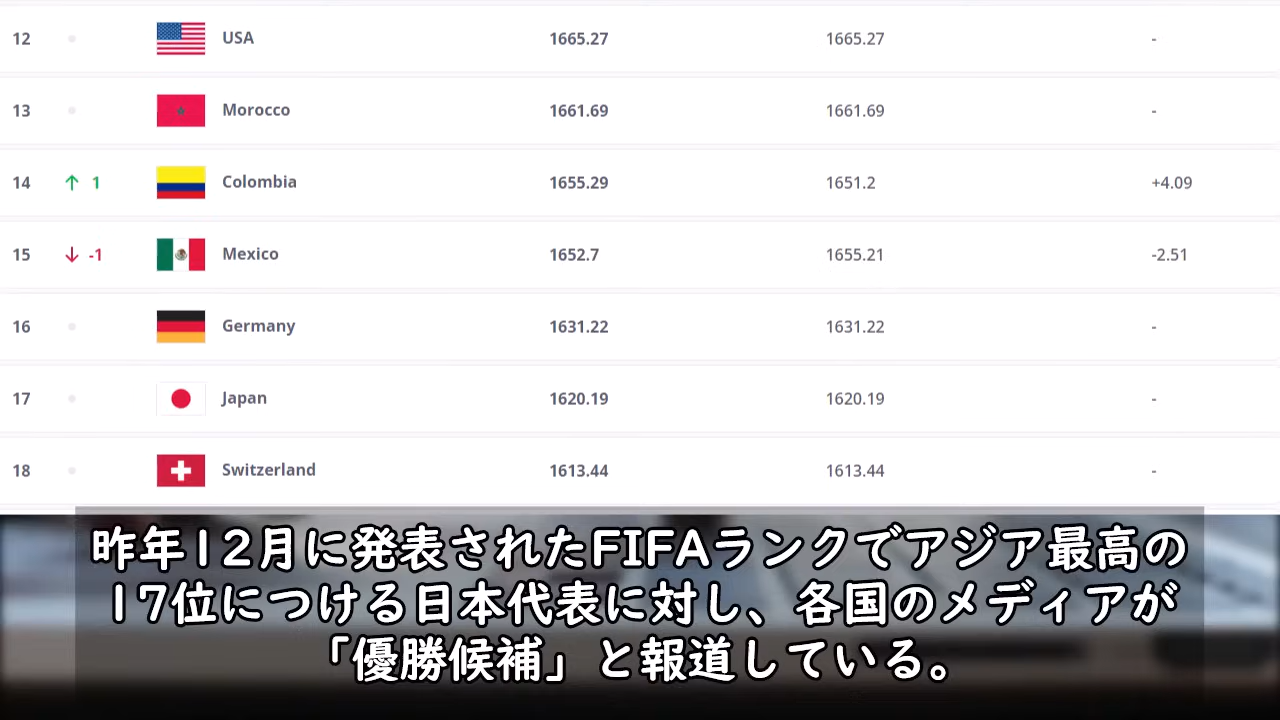 12 USA 1665.27 1665.27 -
13 Morocco 1661.69 1661.69 -
14 ↑ 1 Colombia 1655.29 1651.2 +4.09
15 ↓ -1 Mexico 1652.7 1655.21 -2.51
16 Germany 1631.22 1631.22 -
17 Japan 1620.19 1620.19 -
18 Switzerland 1613.44 1613.44 -
昨年12月に発表されたFIFAランクでアジア最高の
17位につける日本代表に対し、各国のメディアが
「優勝候補」と報道している。